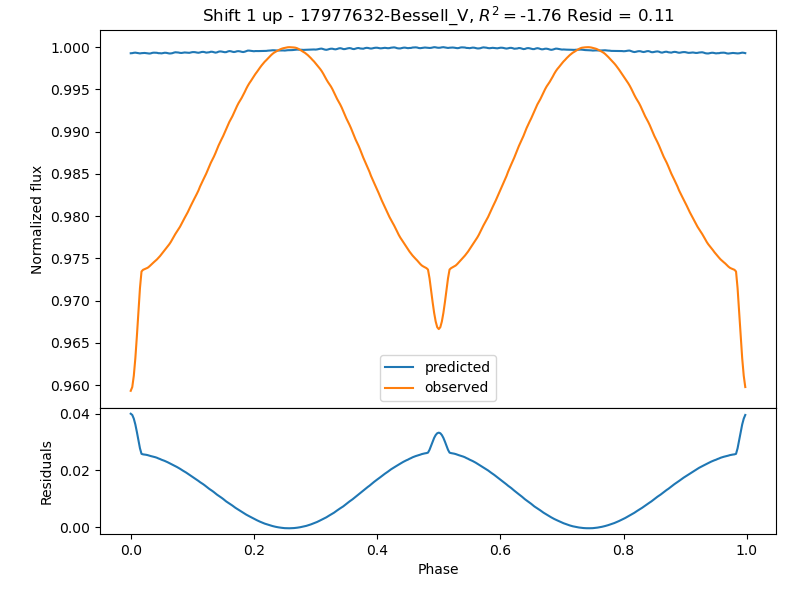 Shift 1 up - 17977632-Bessell_V, R² = -1.76 Resid = 0.11
1.000
0.995
0.990
0.985
0.980
0.975
0.970
0.965
0.960
Normalized flux
predicted
observed
0.04
0.02
0.00
Residuals
0.0 0.2 0.4 0.6 0.8 1.0
Phase